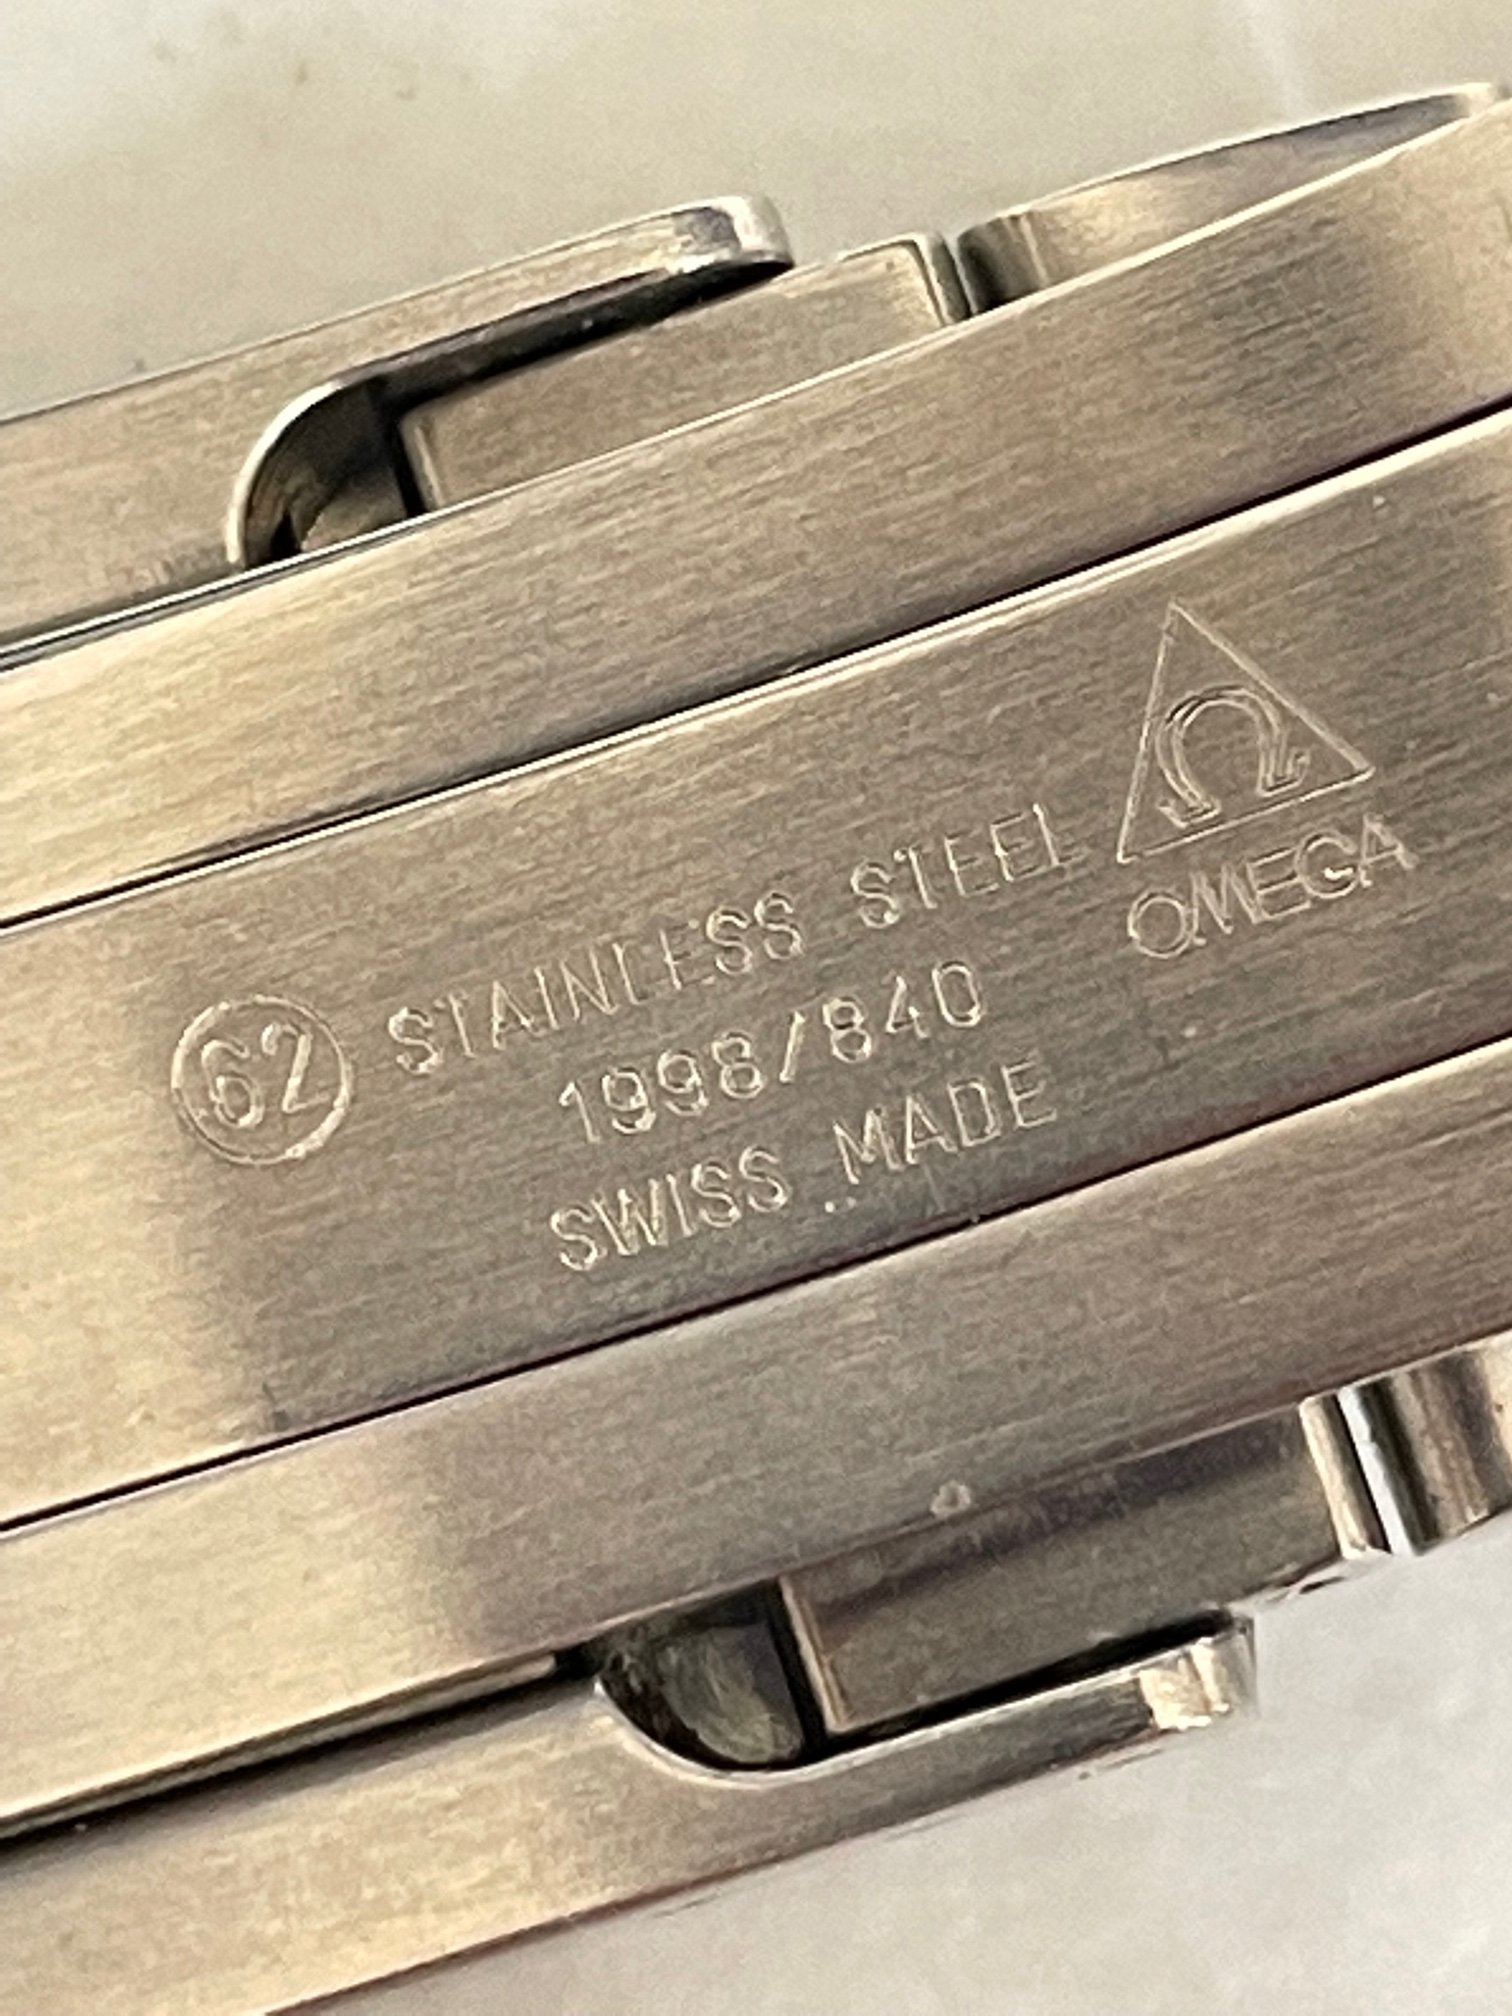 62
STAINLESS STEEL
1998/840
SWISS MADE
Ω
OMEGA